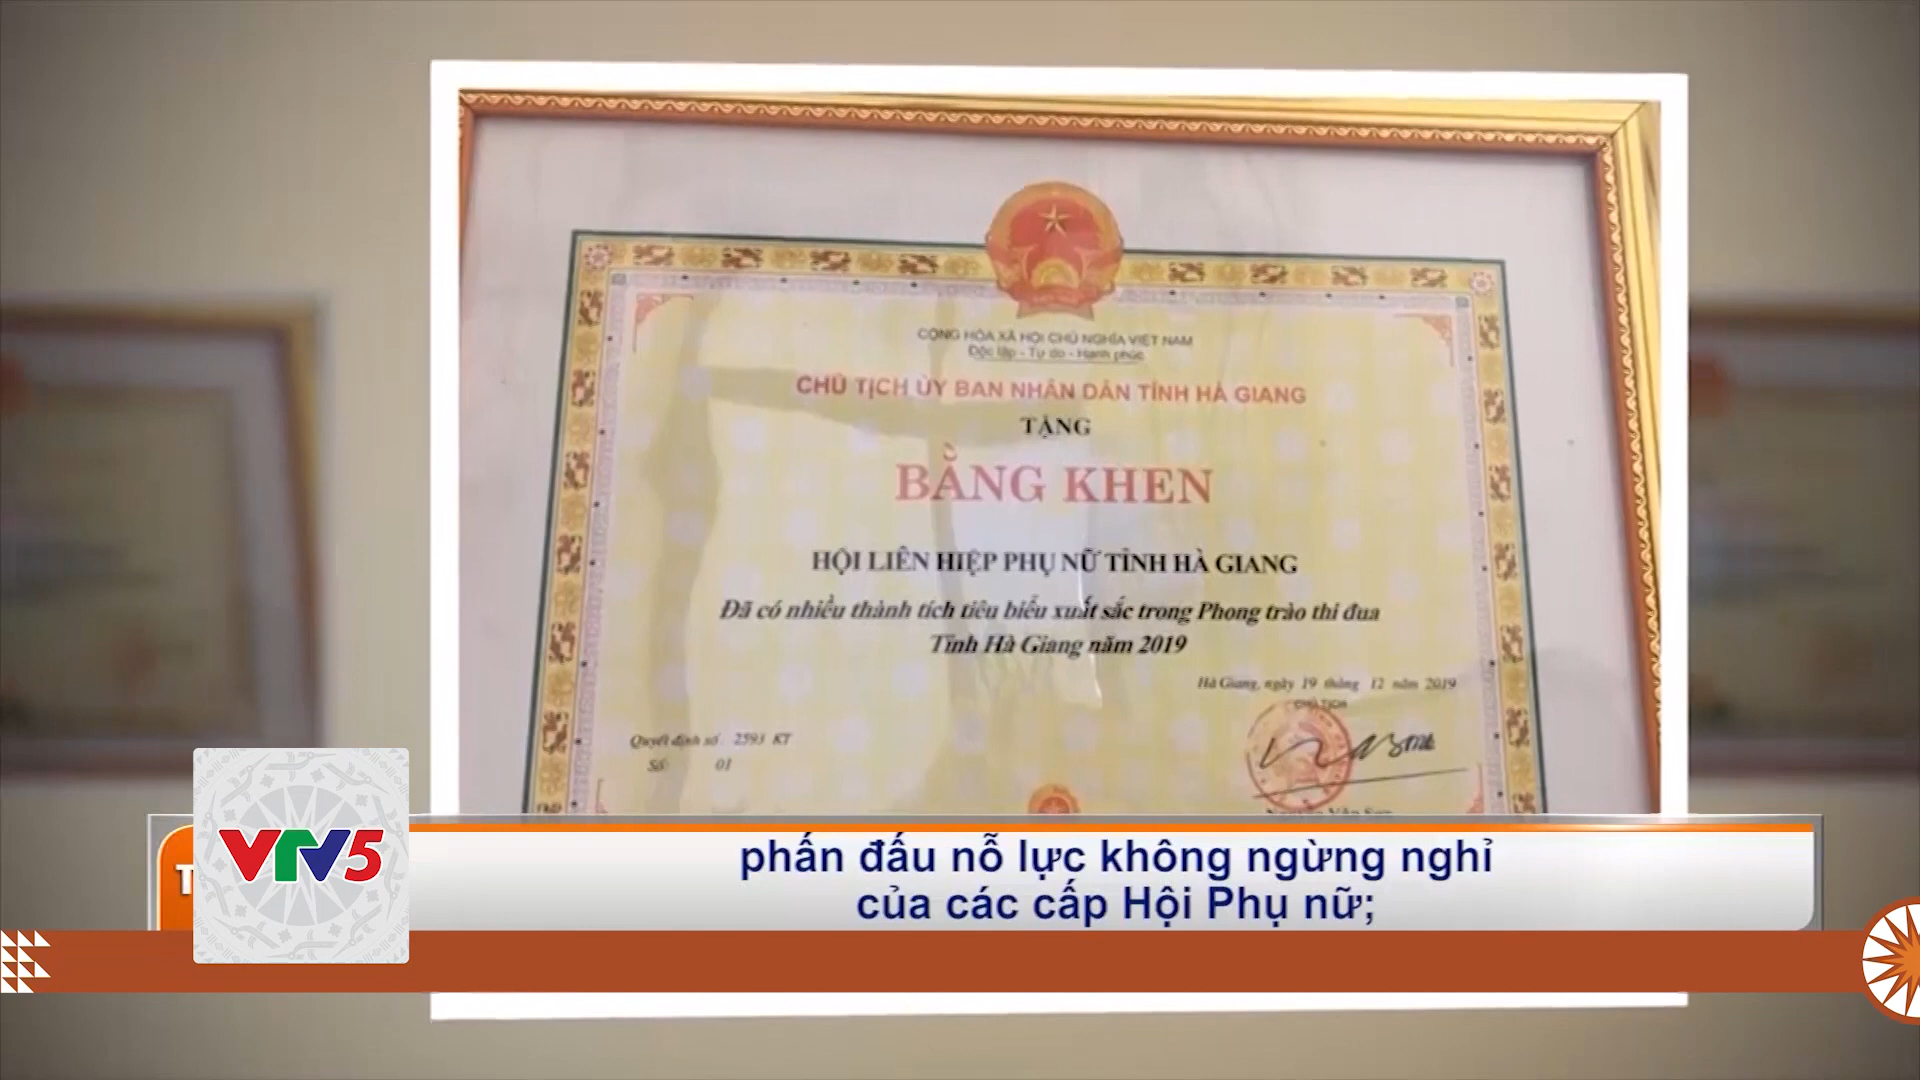 CỘNG HÒA XÃ HỘI CHỦ NGHĨA VIỆT NAM
Độc lập - Tự do - Hạnh phúc
CHỦ TỊCH ỦY BAN NHÂN DÂN TỈNH HÀ GIANG
TẶNG
BẰNG KHEN
HỘI LIÊN HIỆP PHỤ NỮ TỈNH HÀ GIANG
Đã có nhiều thành tích tiêu biểu xuất sắc trong Phong trào thi đua
Tỉnh Hà Giang năm 2019
Hà Giang, ngày 19 tháng 12 năm 2019
CHỦ TỊCH
Quyết định số 2593 KT
Số: 01
VTV5
phấn đấu nỗ lực không ngừng nghỉ
của các cấp Hội Phụ nữ;